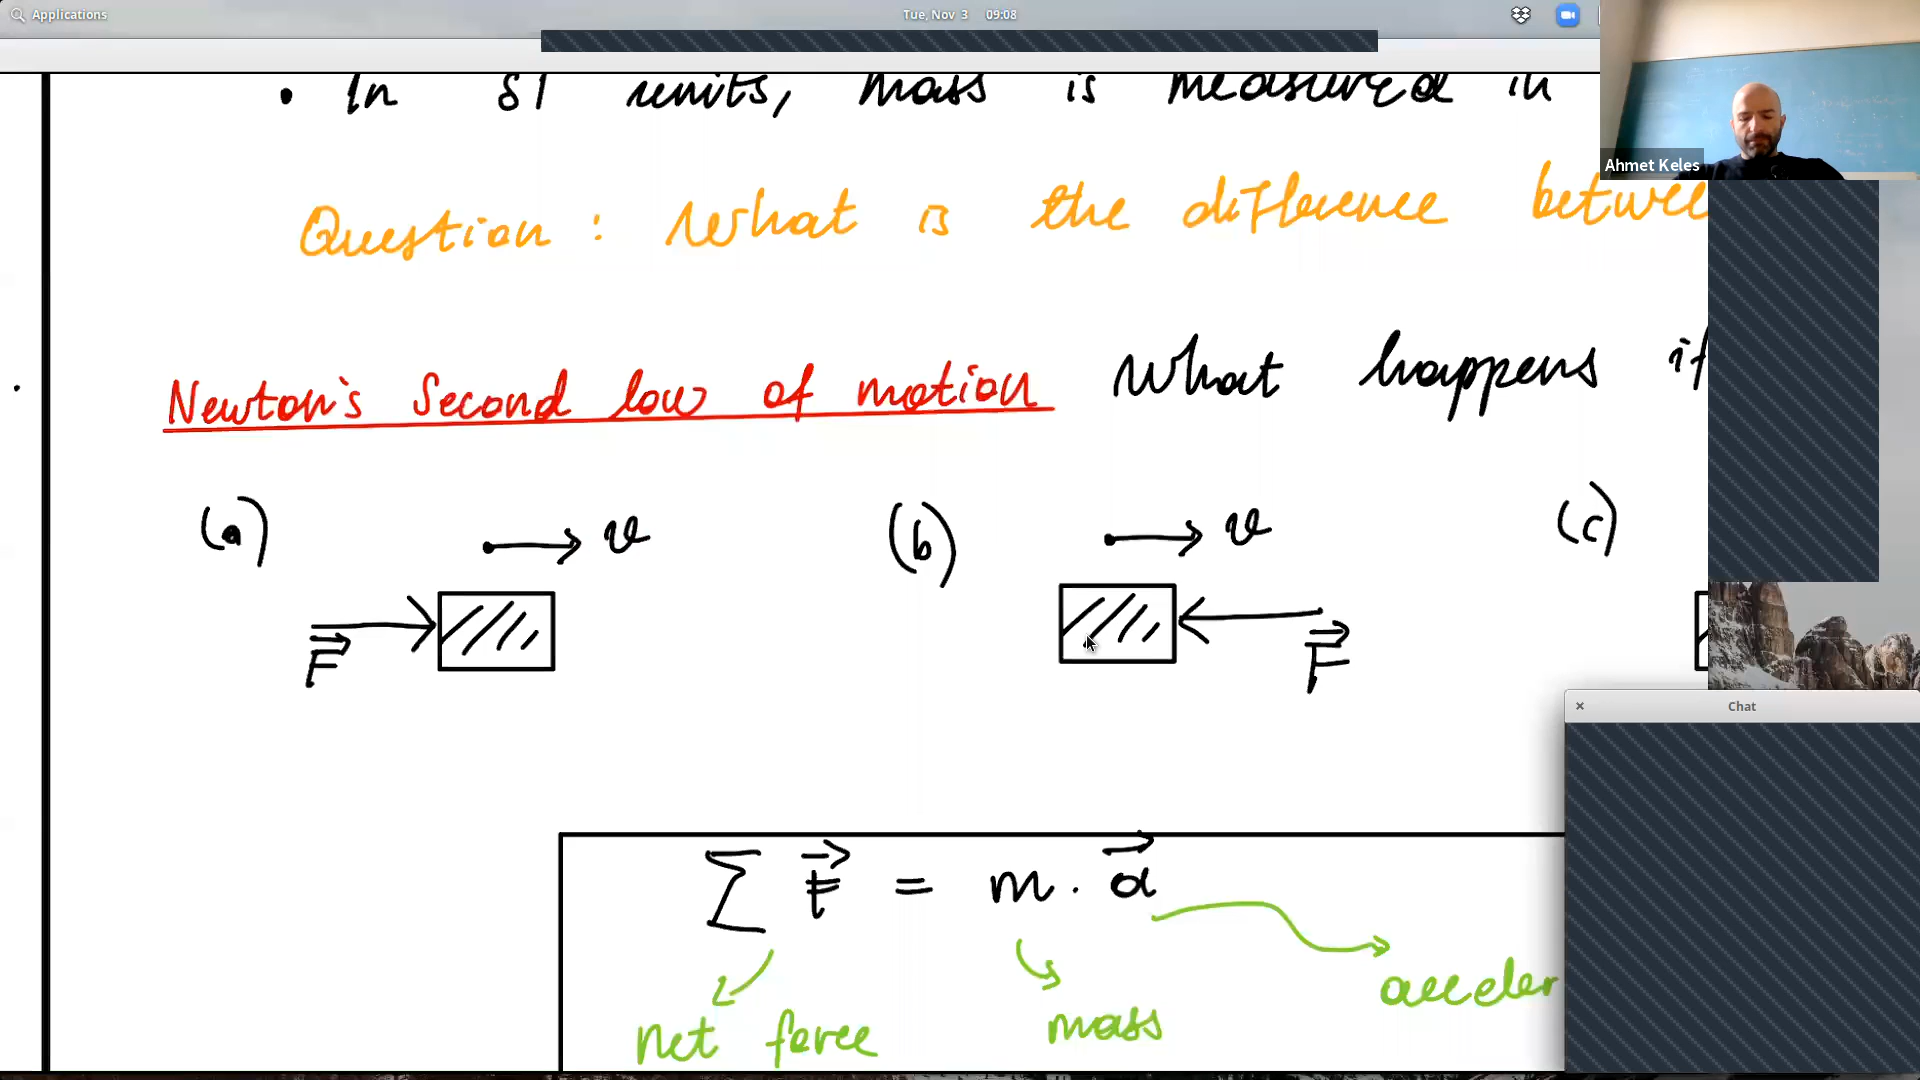 Applications
Tue, Nov 3 09:08
• In SI units, mass is measured in
Ahmet Keles
Question: What is the difference betwee
Newton's Second law of motion What happens if
(a) v (b) v (c)
F F
Chat
∑ F = m . a
acceler
net force mass